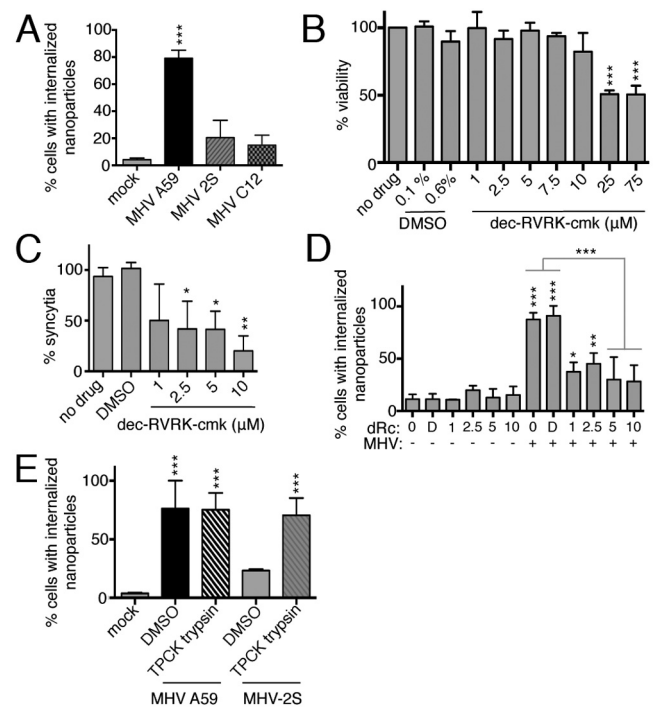 A
% cells with internalized
nanoparticles
100
80
60
40
20
0
***
mock
MHV A59
MHV 2S
MHV C12
B
% viability
100
50
0
*** ***
no drug
0.1 %
0.6%
1
2.5
5
7.5
10
25
75
DMSO
dec-RVRK-cmk (µM)
C
% syncytia
100
50
0
* * **
no drug
DMSO
1
2.5
5
10
dec-RVRK-cmk (µM)
D
% cells with internalized
nanoparticles
100
50
0
***
*** *** * **
dRc: 0 D 1 2.5 5 10 0 D 1 2.5 5 10
MHV: - - - - - - + + + + + +
E
% cells with internalized
nanoparticles
100
50
0
*** *** ***
mock
DMSO
TPCK trypsin
DMSO
TPCK trypsin
MHV A59
MHV-2S